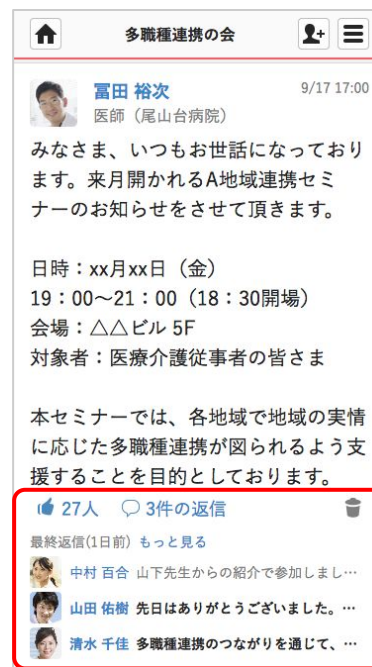 多職種連携の会
冨田 裕次
9/17 17:00
医師（尾山台病院）
みなさま、いつもお世話になっており
ます。来月開かれるA地域連携セミ
ナーのお知らせをさせて頂きます。
日時：xx月xx日（金）
19：00〜21：00（18：30開場）
会場：△△ビル 5F
対象者：医療介護従事者の皆さま
本セミナーでは、各地域で地域の実情
に応じた多職種連携が図られるよう支
援することを目的としております。
27人 3件の返信
最終返信(1日前) もっと見る
中村 百合 山下先生からの紹介で参加しまし…
山田 佑樹 先日はありがとうございました。…
清水 千佳 多職種連携のつながりを通じて、…